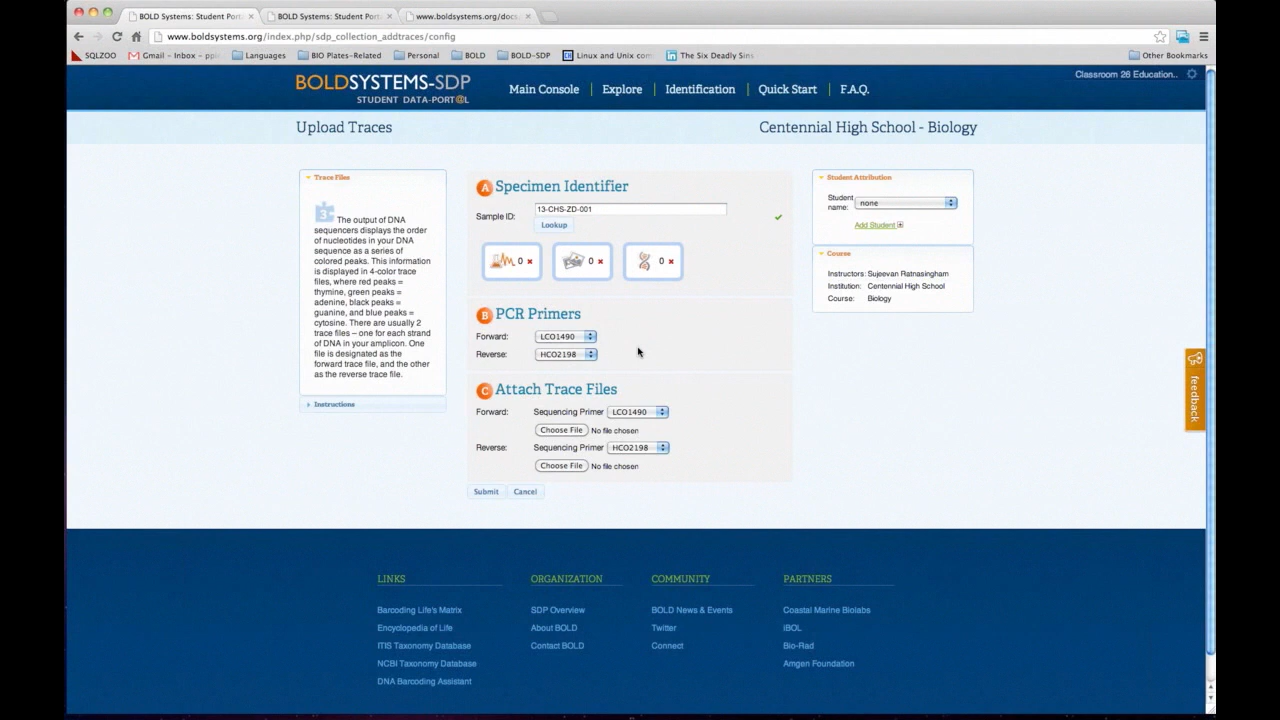 BOLD Systems: Student Port
BOLD Systems: Student Port
www.boldsystems.org/docs
www.boldsystems.org/index.php/sdp_collection_addtraces/config
SQLZOO
Gmail - Inbox - ppin
Languages
BIO Plates-Related
Personal
BOLD
BOLD-SDP
Linux and Unix com
The Six Deadly Sins
Other Bookmarks
Classroom 26 Education..
BOLDSYSTEMS-SDP
STUDENT DATA-PORT@L
Main Console
Explore
Identification
Quick Start
F.A.Q.
Upload Traces
Centennial High School - Biology
Trace Files
3
The output of DNA
sequencers displays the
order of nucleotides in your DNA
sequence as a series of
colored peaks. This information
is displayed in 4-color trace
files, where red peaks =
thymine, green peaks =
adenine, black peaks =
guanine, and blue peaks =
cytosine. There are usually 2
trace files – one for each strand
of DNA in your amplicon. One
file is designated as the
forward trace file, and the other
as the reverse trace file.
Instructions
A Specimen Identifier
Sample ID: 13-CHS-ZD-001
Lookup
0 0 0
B PCR Primers
Forward: LCO1490
Reverse: HCO2198
C Attach Trace Files
Forward: Sequencing Primer LCO1490
Choose File No file chosen
Reverse: Sequencing Primer HCO2198
Choose File No file chosen
Submit Cancel
Student Attribution
Student
name: none
Add Student
Course
Instructors: Sujeevan Ratnasingham
Institution: Centennial High School
Course: Biology
feedback
LINKS
Barcoding Life's Matrix
Encyclopedia of Life
ITIS Taxonomy Database
NCBI Taxonomy Database
DNA Barcoding Assistant
ORGANIZATION
SDP Overview
About BOLD
Contact BOLD
COMMUNITY
BOLD News & Events
Twitter
Connect
PARTNERS
Coastal Marine Biolabs
iBOL
Bio-Rad
Amgen Foundation